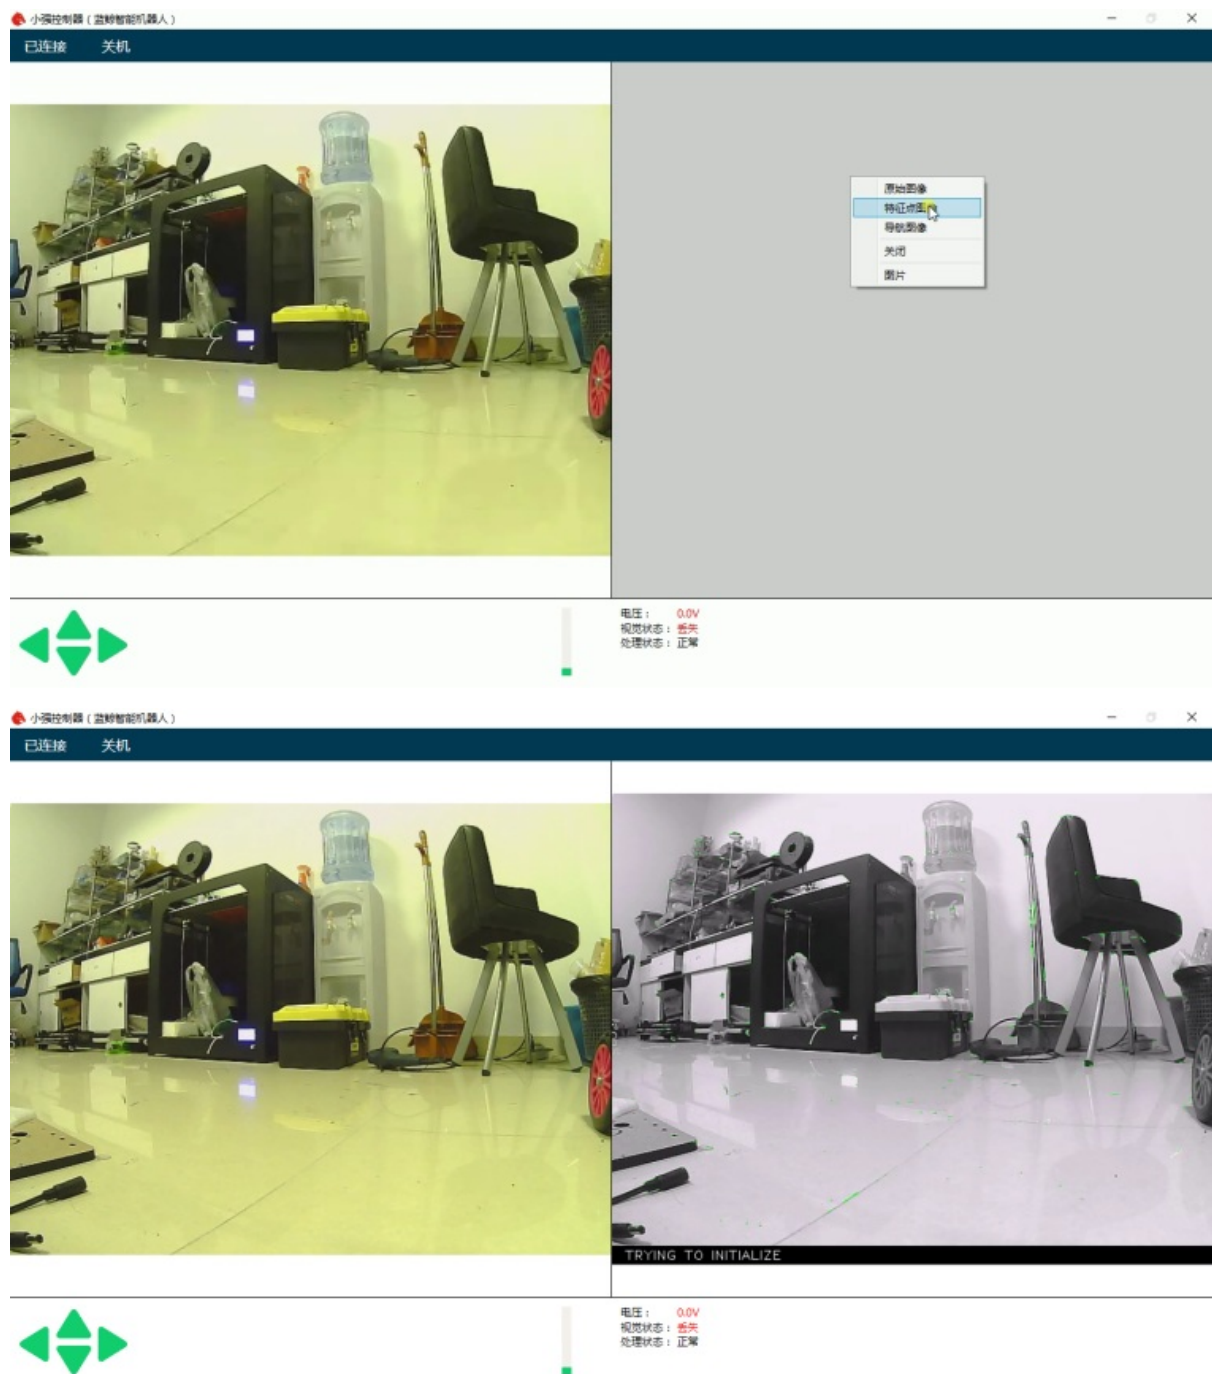 小强控制器（蓝鲸智能机器人）
已连接 关机
原始图像
特征点图
导航图像
关闭
图片
电压： 0.0V
视觉状态： 丢失
处理状态： 正常
小强控制器（蓝鲸智能机器人）
已连接 关机
TRYING TO INITIALIZE
电压： 0.0V
视觉状态： 丢失
处理状态： 正常